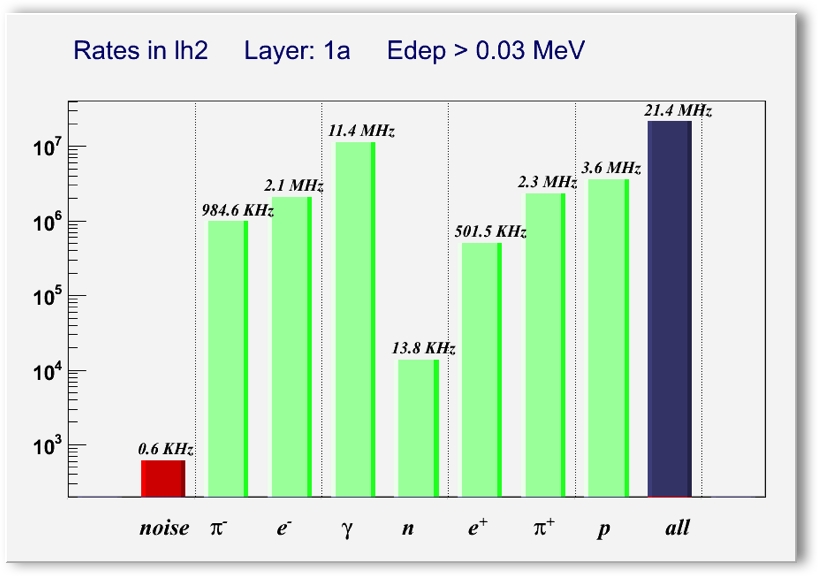 Rates in lh2 Layer: 1a Edep > 0.03 MeV
21.4 MHz
11.4 MHz
3.6 MHz
2.3 MHz
2.1 MHz
984.6 KHz
501.5 KHz
13.8 KHz
0.6 KHz
10⁷
10⁶
10⁵
10⁴
10³
noise π⁻ e⁻ γ n e⁺ π⁺ p all